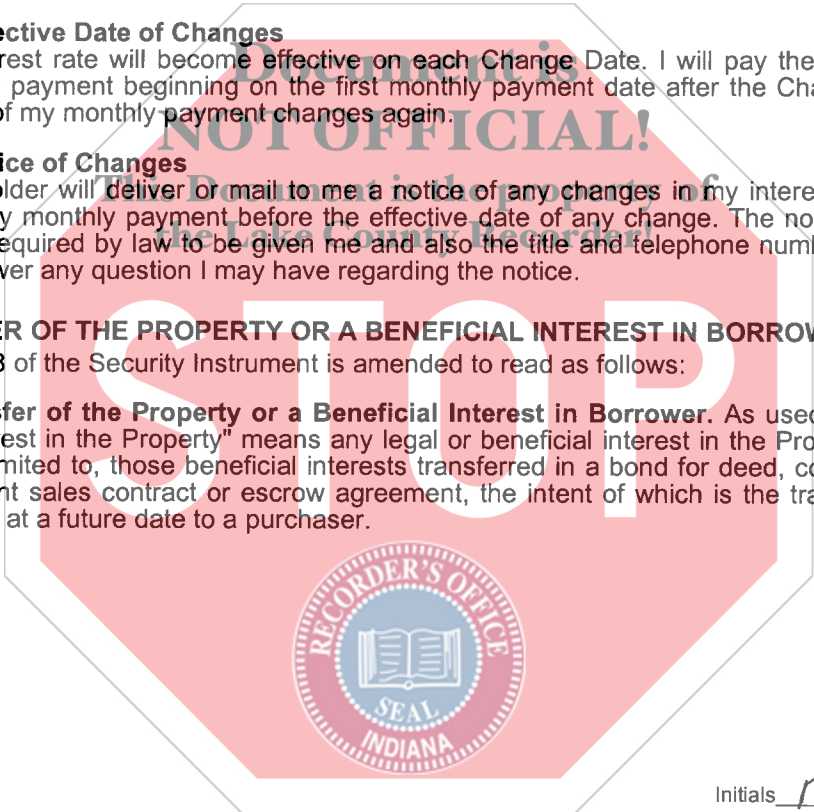 ective Date of Changes
rest rate will become effective on each Change Date. I will pay the
payment beginning on the first monthly payment date after the Cha
of my monthly payment changes again.
ice of Changes
older will deliver or mail to me a notice of any changes in my intere
y monthly payment before the effective date of any change. The no
equired by law to be given me and also the title and telephone numb
ver any question I may have regarding the notice.
ER OF THE PROPERTY OR A BENEFICIAL INTEREST IN BORROW
8 of the Security Instrument is amended to read as follows:
sfer of the Property or a Beneficial Interest in Borrower. As used
est in the Property" means any legal or beneficial interest in the Pro
mited to, those beneficial interests transferred in a bond for deed, co
nt sales contract or escrow agreement, the intent of which is the tra
at a future date to a purchaser.
Document is
NOT OFFICIAL!
This Document is the property of
the Lake County Recorder!
STOP
RECORDER'S OFFICE
SEAL
INDIANA
Initials